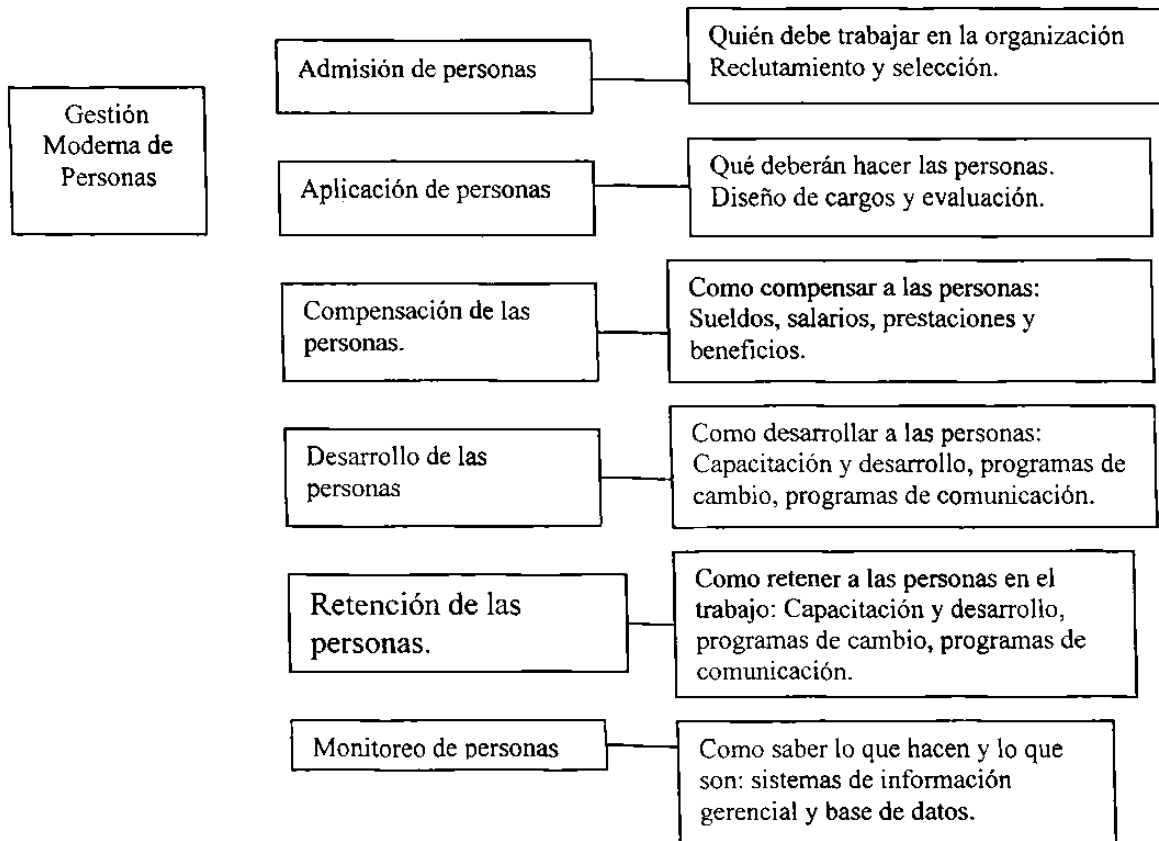 Gestión
Moderna de
Personas
Admisión de personas
Quién debe trabajar en la organización
Reclutamiento y selección.
Aplicación de personas
Qué deberán hacer las personas.
Diseño de cargos y evaluación.
Compensación de las
personas.
Como compensar a las personas:
Sueldos, salarios, prestaciones y
beneficios.
Desarrollo de las
personas
Como desarrollar a las personas:
Capacitación y desarrollo, programas de
cambio, programas de comunicación.
Retención de las
personas.
Como retener a las personas en el
trabajo: Capacitación y desarrollo,
programas de cambio, programas de
comunicación.
Monitoreo de personas
Como saber lo que hacen y lo que
son: sistemas de información
gerencial y base de datos.